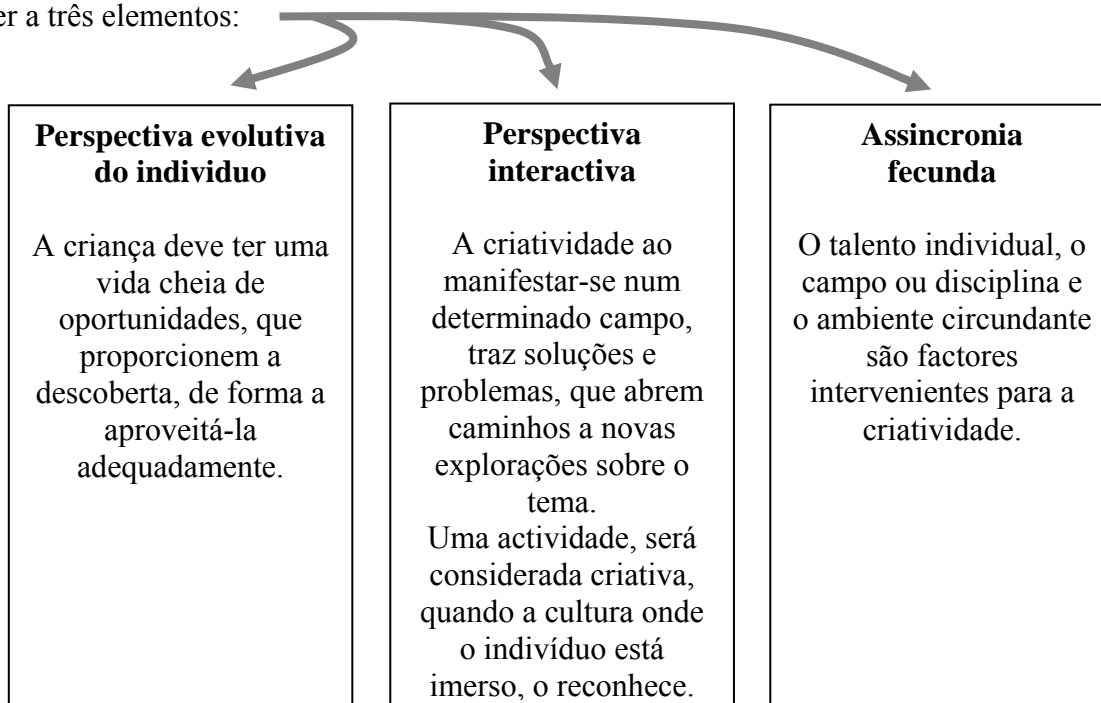 er a três elementos:
Perspectiva evolutiva
do individuo
A criança deve ter uma
vida cheia de
oportunidades, que
proporcionem a
descoberta, de forma a
aproveitá-la
adequadamente.
Perspectiva
interactiva
A criatividade ao
manifestar-se num
determinado campo,
traz soluções e
problemas, que abrem
caminhos a novas
explorações sobre o
tema.
Uma actividade, será
considerada criativa,
quando a cultura onde
o indivíduo está
imerso, o reconhece.
Assincronia
fecunda
O talento individual, o
campo ou disciplina e
o ambiente circundante
são factores
intervenientes para a
criatividade.